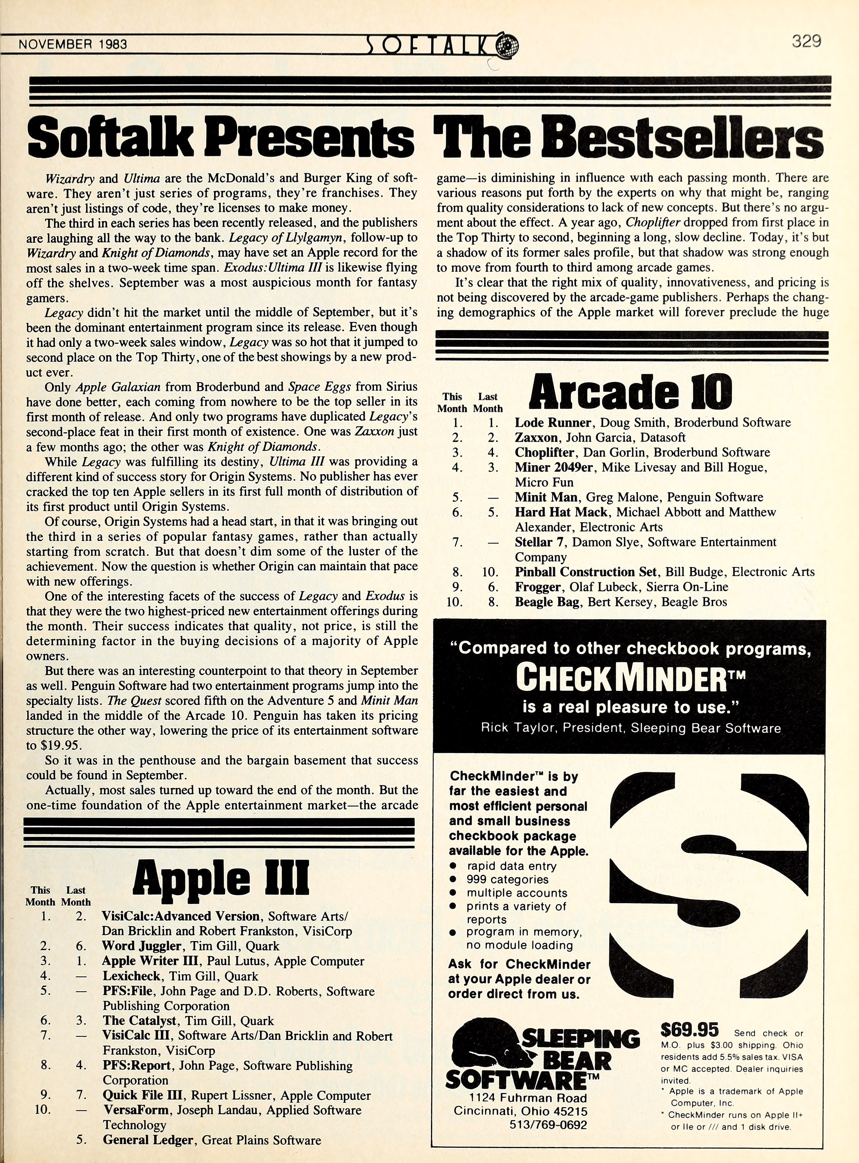 NOVEMBER 1983
SOFTALK
329
Softalk Presents The Bestsellers
Wizardry and Ultima are the McDonald's and Burger King of soft-
ware. They aren't just series of programs, they're franchises. They
aren't just listings of code, they're licenses to make money.
The third in each series has been recently released, and the publishers
are laughing all the way to the bank. Legacy of Llylgamyn, follow-up to
Wizardry and Knight of Diamonds, may have set an Apple record for the
most sales in a two-week time span. Exodus:Ultima III is likewise flying
off the shelves. September was a most auspicious month for fantasy
gamers.
Legacy didn't hit the market until the middle of September, but it's
been the dominant entertainment program since its release. Even though
it had only a two-week sales window, Legacy was so hot that it jumped to
second place on the Top Thirty, one of the best showings by a new prod-
uct ever.
Only Apple Galaxian from Broderbund and Space Eggs from Sirius
have done better, each coming from nowhere to be the top seller in its
first month of release. And only two programs have duplicated Legacy's
second-place feat in their first month of existence. One was Zaxxon just
a few months ago; the other was Knight of Diamonds.
While Legacy was fulfilling its destiny, Ultima III was providing a
different kind of success story for Origin Systems. No publisher has ever
cracked the top ten Apple sellers in its first full month of distribution of
its first product until Origin Systems.
Of course, Origin Systems had a head start, in that it was bringing out
the third in a series of popular fantasy games, rather than actually
starting from scratch. But that doesn't dim some of the luster of the
achievement. Now the question is whether Origin can maintain that pace
with new offerings.
One of the interesting facets of the success of Legacy and Exodus is
that they were the two highest-priced new entertainment offerings during
the month. Their success indicates that quality, not price, is still the
determining factor in the buying decisions of a majority of Apple
owners.
But there was an interesting counterpoint to that theory in September
as well. Penguin Software had two entertainment programs jump into the
specialty lists. The Quest scored fifth on the Adventure 5 and Minit Man
landed in the middle of the Arcade 10. Penguin has taken its pricing
structure the other way, lowering the price of its entertainment software
to $19.95.
So it was in the penthouse and the bargain basement that success
could be found in September.
Actually, most sales turned up toward the end of the month. But the
one-time foundation of the Apple entertainment market—the arcade
game—is diminishing in influence with each passing month. There are
various reasons put forth by the experts on why that might be, ranging
from quality considerations to lack of new concepts. But there's no argu-
ment about the effect. A year ago, Choplifter dropped from first place in
the Top Thirty to second, beginning a long, slow decline. Today, it's but
a shadow of its former sales profile, but that shadow was strong enough
to move from fourth to third among arcade games.
It's clear that the right mix of quality, innovativeness, and pricing is
not being discovered by the arcade-game publishers. Perhaps the chang-
ing demographics of the Apple market will forever preclude the huge
Apple III
This Last
Month Month
1. 2. VisiCalc:Advanced Version, Software Arts/
Dan Bricklin and Robert Frankston, VisiCorp
2. 6. Word Juggler, Tim Gill, Quark
3. 1. Apple Writer III, Paul Lutus, Apple Computer
4. — Lexicheck, Tim Gill, Quark
5. — PFS:File, John Page and D.D. Roberts, Software
Publishing Corporation
6. 3. The Catalyst, Tim Gill, Quark
7. — VisiCalc III, Software Arts/Dan Bricklin and Robert
Frankston, VisiCorp
8. 4. PFS:Report, John Page, Software Publishing
Corporation
9. 7. Quick File III, Rupert Lissner, Apple Computer
10. — VersaForm, Joseph Landau, Applied Software
Technology
5. General Ledger, Great Plains Software
Arcade 10
This Last
Month Month
1. 1. Lode Runner, Doug Smith, Broderbund Software
2. 2. Zaxxon, John Garcia, Datasoft
3. 4. Choplifter, Dan Gorlin, Broderbund Software
4. 3. Miner 2049er, Mike Livesay and Bill Hogue,
Micro Fun
5. — Minit Man, Greg Malone, Penguin Software
6. 5. Hard Hat Mack, Michael Abbott and Matthew
Alexander, Electronic Arts
7. — Stellar 7, Damon Slye, Software Entertainment
Company
8. 10. Pinball Construction Set, Bill Budge, Electronic Arts
9. 6. Frogger, Olaf Lubeck, Sierra On-Line
10. 8. Beagle Bag, Bert Kersey, Beagle Bros
"Compared to other checkbook programs,
CHECKMINDER™
is a real pleasure to use."
Rick Taylor, President, Sleeping Bear Software
CheckMinder™ is by
far the easiest and
most efficient personal
and small business
checkbook package
available for the Apple.
• rapid data entry
• 999 categories
• multiple accounts
• prints a variety of
reports
• program in memory,
no module loading
Ask for CheckMinder
at your Apple dealer or
order direct from us.
S
SLEEPING
BEAR
SOFTWARE™
1124 Fuhrman Road
Cincinnati, Ohio 45215
513/769-0692
$69.95 Send check or
M.O. plus $3.00 shipping. Ohio
residents add 5.5% sales tax. VISA
or MC accepted. Dealer inquiries
invited.
* Apple is a trademark of Apple
Computer, Inc.
* CheckMinder runs on Apple II+
or IIe or /// and 1 disk drive.